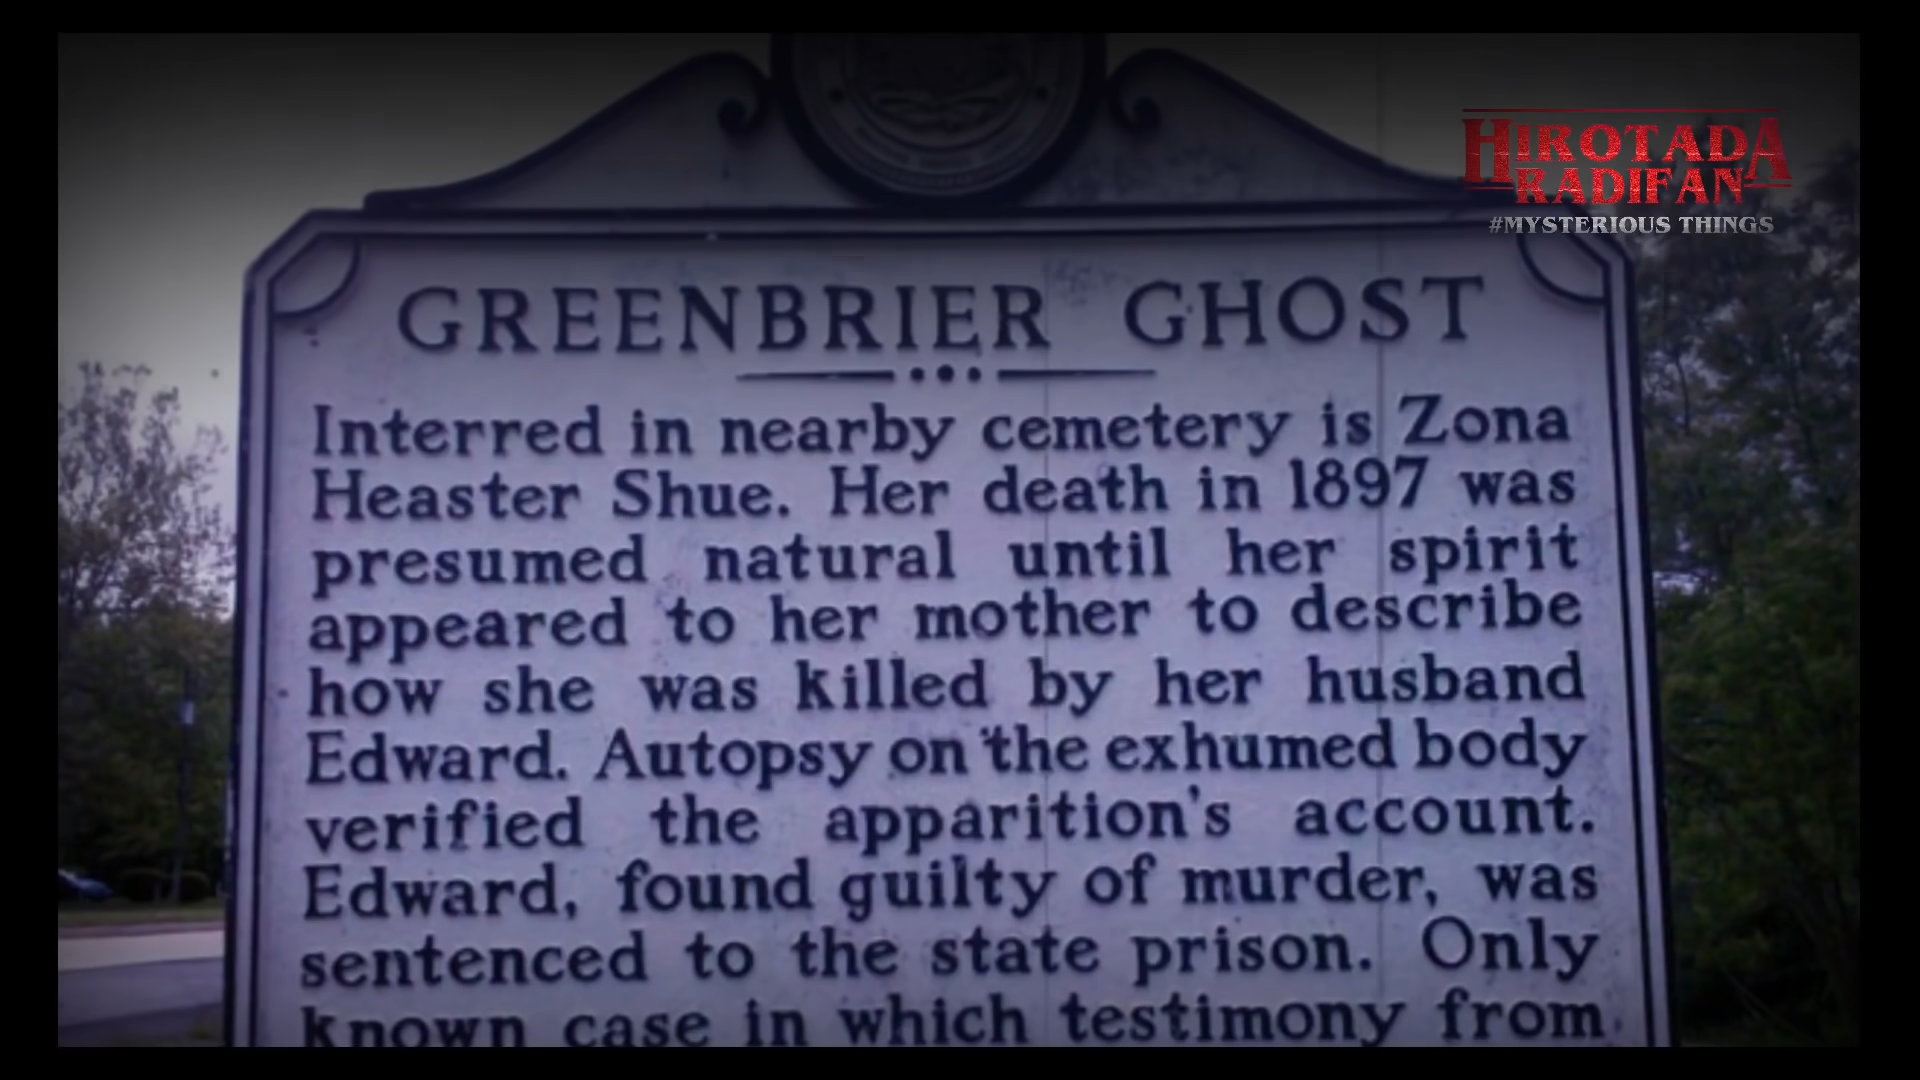 HIROTADA
RADIFAN
#MYSTERIOUS THINGS
GREENBRIER GHOST
Interred in nearby cemetery is Zona
Heaster Shue. Her death in 1897 was
presumed natural until her spirit
appeared to her mother to describe
how she was killed by her husband
Edward. Autopsy on the exhumed body
verified the apparition's account.
Edward, found guilty of murder, was
sentenced to the state prison. Only
known case in which testimony from